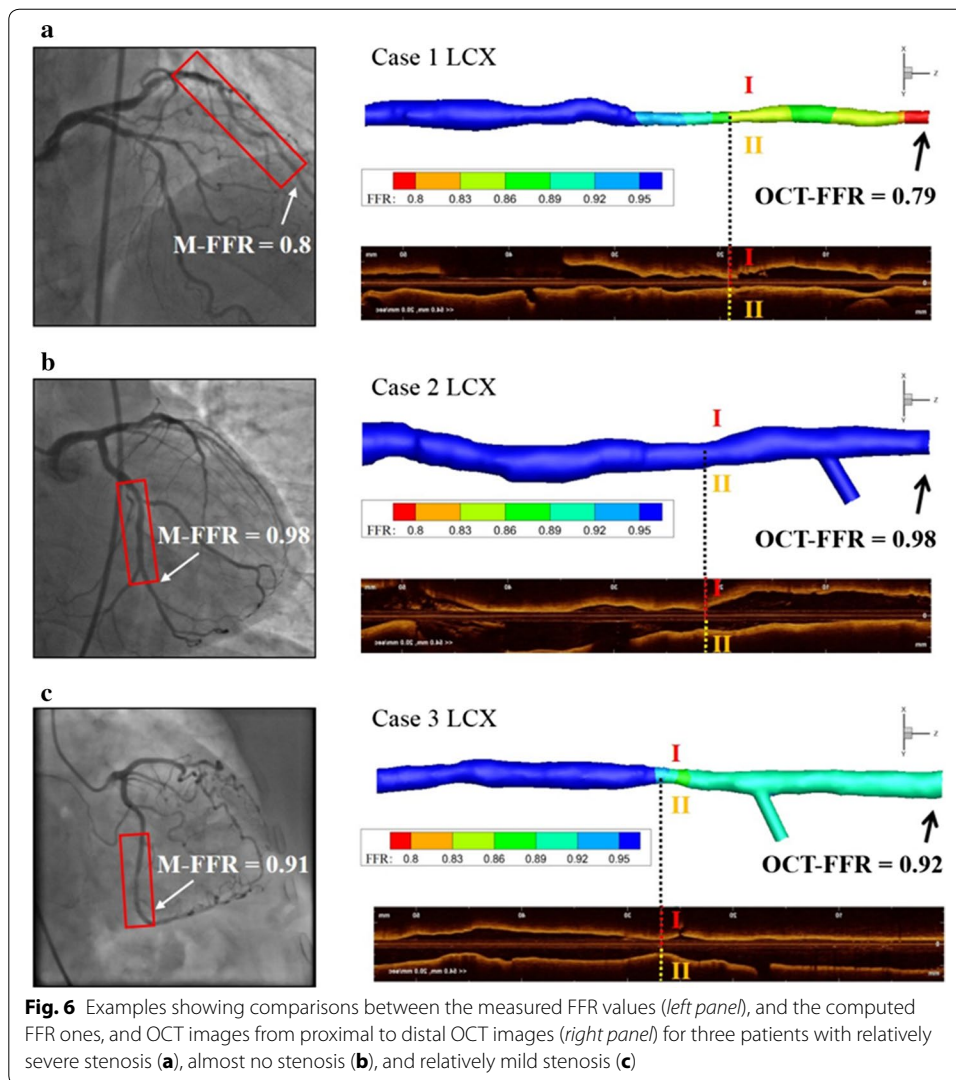 a
Case 1 LCX
X
Y
Z
I
II
FFR: 0.8 0.83 0.86 0.89 0.92 0.95
OCT-FFR = 0.79
M-FFR = 0.8
I
II
b
Case 2 LCX
X
Y
Z
I
II
FFR: 0.8 0.83 0.86 0.89 0.92 0.95
OCT-FFR = 0.98
M-FFR = 0.98
I
II
c
Case 3 LCX
X
Y
Z
I
II
FFR: 0.8 0.83 0.86 0.89 0.92 0.95
OCT-FFR = 0.92
M-FFR = 0.91
I
II
Fig. 6 Examples showing comparisons between the measured FFR values (left panel), and the computed
FFR ones, and OCT images from proximal to distal OCT images (right panel) for three patients with relatively
severe stenosis (a), almost no stenosis (b), and relatively mild stenosis (c)